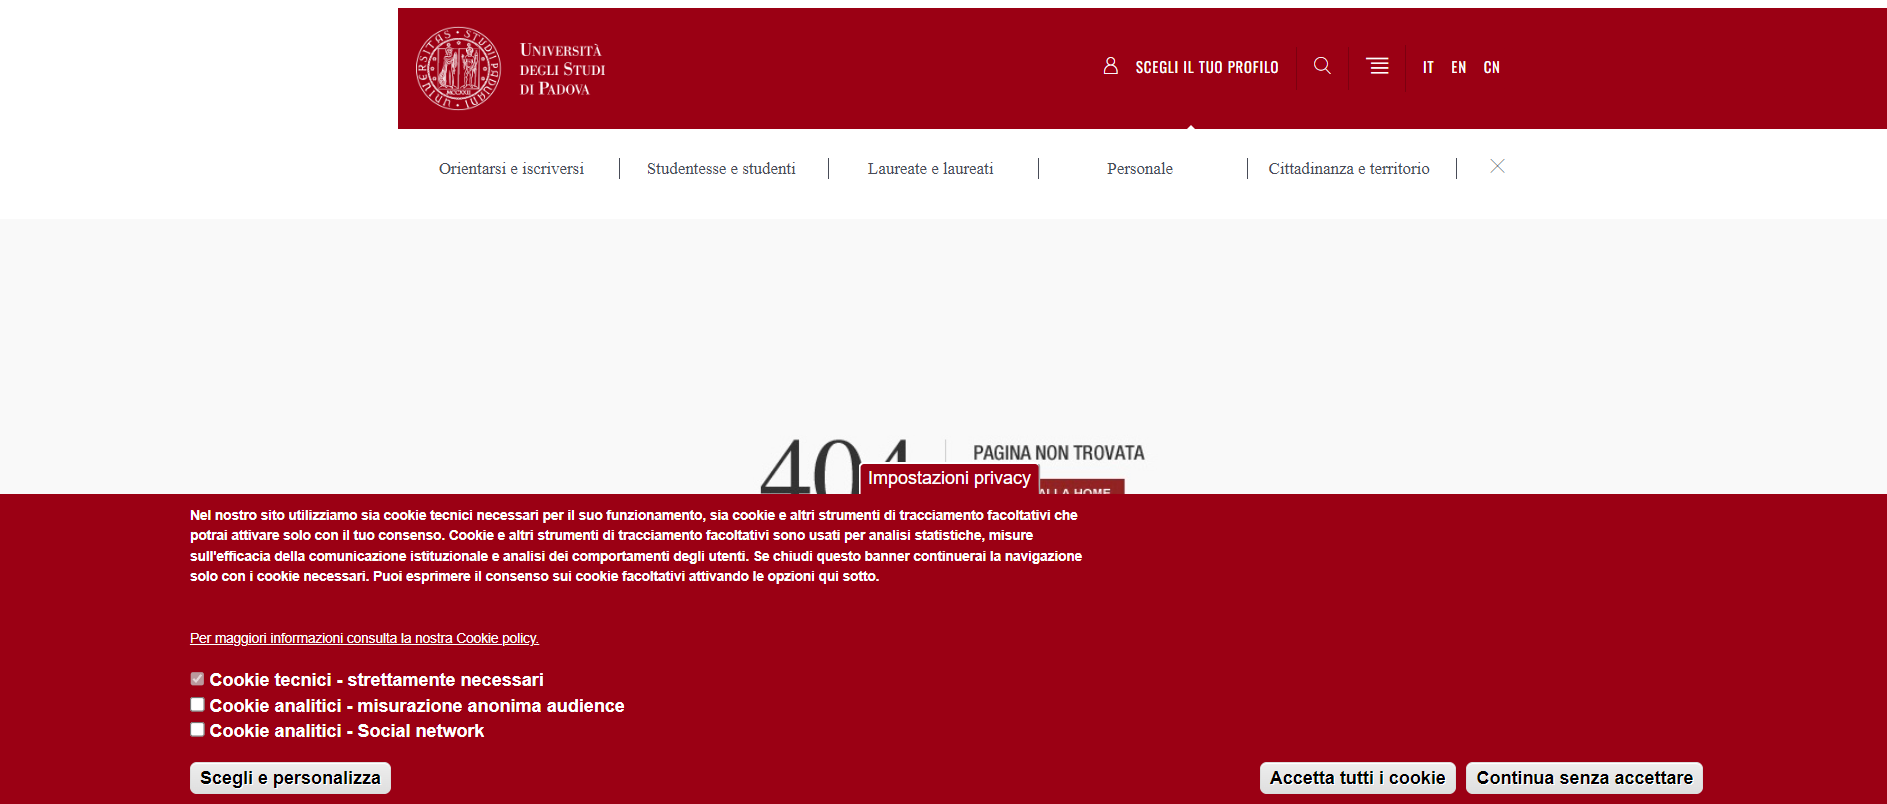 UNIVERSITÀ
DEGLI STUDI
DI PADOVA
SCEGLI IL TUO PROFILO
IT EN CN
Orientarsi e iscriversi
Studentesse e studenti
Laureate e laureati
Personale
Cittadinanza e territorio
404
PAGINA NON TROVATA
ALLA HOME
Impostazioni privacy
Nel nostro sito utilizziamo sia cookie tecnici necessari per il suo funzionamento, sia cookie e altri strumenti di tracciamento facoltativi che
potrai attivare solo con il tuo consenso. Cookie e altri strumenti di tracciamento facoltativi sono usati per analisi statistiche, misure
sull'efficacia della comunicazione istituzionale e analisi dei comportamenti degli utenti. Se chiudi questo banner continuerai la navigazione
solo con i cookie necessari. Puoi esprimere il consenso sui cookie facoltativi attivando le opzioni qui sotto.
Per maggiori informazioni consulta la nostra Cookie policy.
Cookie tecnici - strettamente necessari
Cookie analitici - misurazione anonima audience
Cookie analitici - Social network
Scegli e personalizza
Accetta tutti i cookie
Continua senza accettare